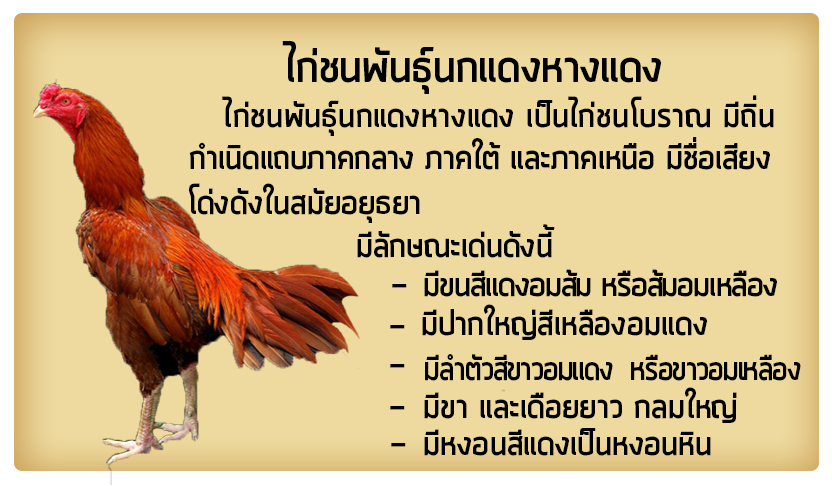 ไก่ชนพันธุ์นกแดงหางแดง
ไก่ชนพันธุ์นกแดงหางแดง เป็นไก่ชนโบราณ มีถิ่น
กำเนิดแถบภาคกลาง ภาคใต้ และภาคเหนือ มีชื่อเสียง
โด่งดังในสมัยอยุธยา
มีลักษณะเด่นดังนี้
- มีขนสีแดงอมส้ม หรือส้มอมเหลือง
- มีปากใหญ่สีเหลืองอมแดง
- มีลำตัวสีขาวอมแดง หรือขาวอมเหลือง
- มีขา และเดือยยาว กลมใหญ่
- มีหงอนสีแดงเป็นหงอนหิน